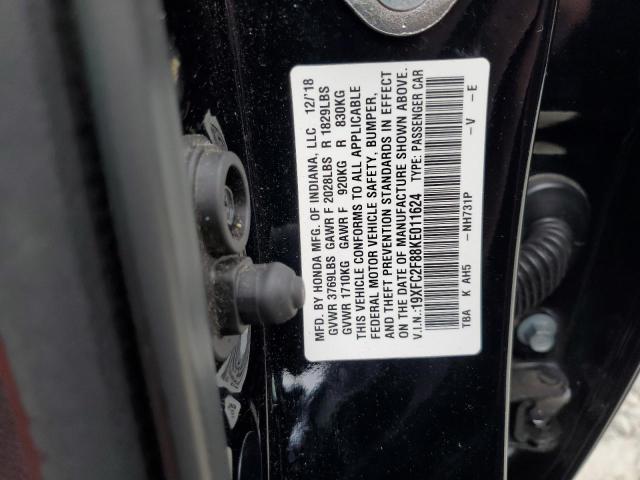 MFD. BY HONDA MFG. OF INDIANA, LLC 12/'18
GVWR 3769LBS GAWR F 2028LBS R 1829LBS
GVWR 1710KG GAWR F 920KG R 830KG
THIS VEHICLE CONFORMS TO ALL APPLICABLE
FEDERAL MOTOR VEHICLE SAFETY, BUMPER,
AND THEFT PREVENTION STANDARDS IN EFFECT
ON THE DATE OF MANUFACTURE SHOWN ABOVE.
V.I.N.:19XFC2F88KE011624 TYPE: PASSENGER CAR
TBA K AH5 -NH731P -V -E